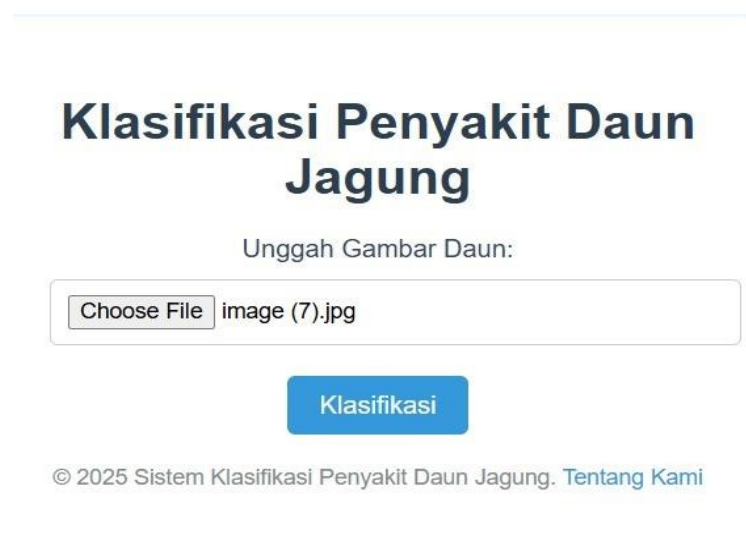 Klasifikasi Penyakit Daun
Jagung
Unggah Gambar Daun:
Choose File image (7).jpg
Klasifikasi
© 2025 Sistem Klasifikasi Penyakit Daun Jagung. Tentang Kami